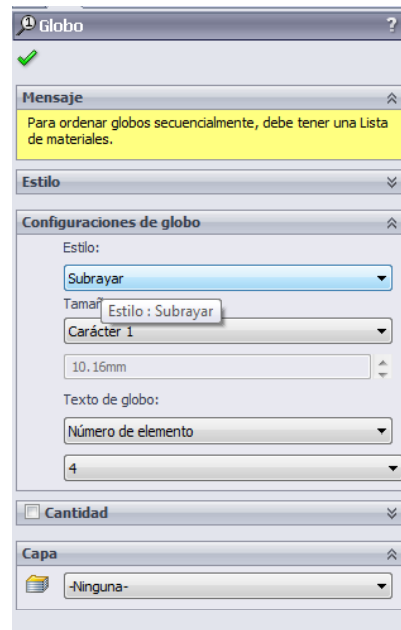 Globo ?
Mensaje
Para ordenar globos secuencialmente, debe tener una Lista
de materiales.
Estilo
Configuraciones de globo
Estilo:
Subrayar
Estilo : Subrayar
Carácter 1
10.16mm
Texto de globo:
Número de elemento
4
Cantidad
Capa
-Ninguna-